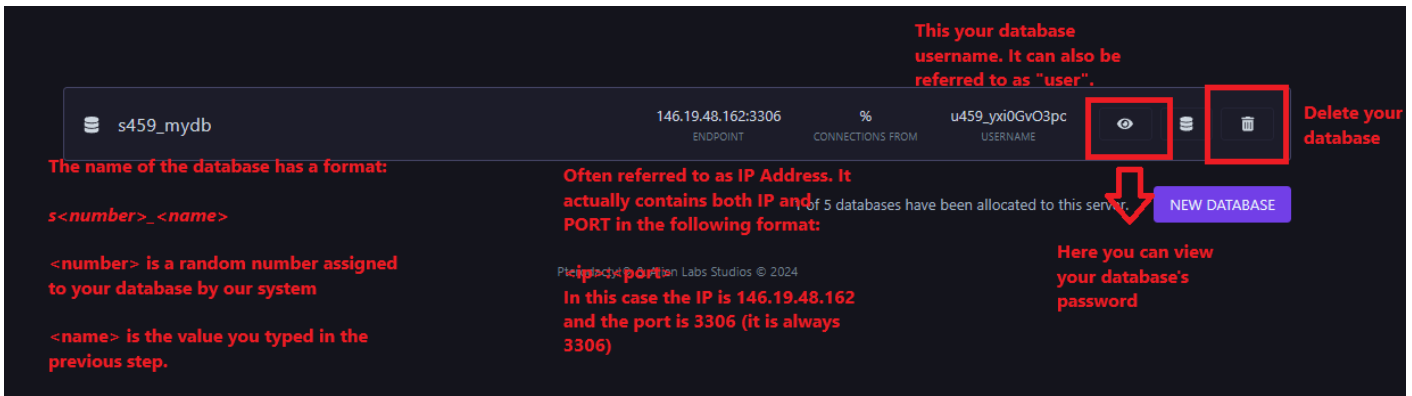 This your database
username. It can also be
referred to as "user".
s459_mydb
146.19.48.162:3306
ENDPOINT
%
CONNECTIONS FROM
u459_yxi0GvO3pc
USERNAME
Delete your
database
The name of the database has a format:
s<number>_<name>
<number> is a random number assigned
to your database by our system
<name> is the value you typed in the
previous step.
Often referred to as IP Address. It
actually contains both IP and
PORT in the following format:
<ip>:<port>
In this case the IP is 146.19.48.162
and the port is 3306 (it is always
3306)
of 5 databases have been allocated to this server.
NEW DATABASE
Labs Studios © 2024
Here you can view
your database's
password